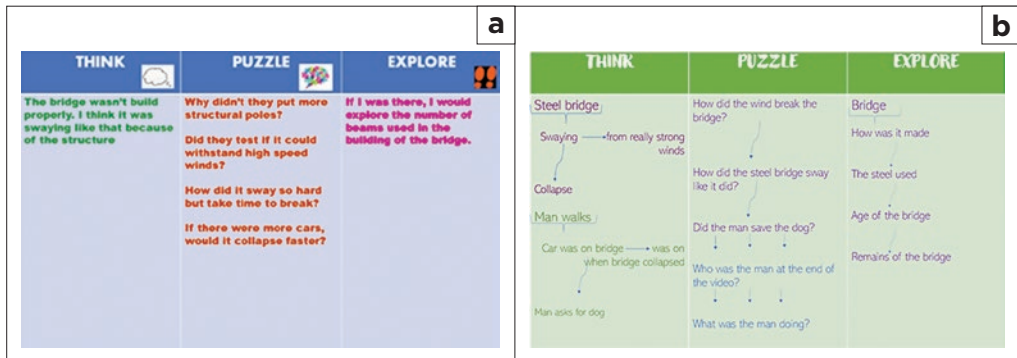 a
THINK
PUZZLE
EXPLORE
The bridge wasn't build
properly. I think it was
swaying like that because
of the structure
Why didn't they put more
structural poles?
Did they test if it could
withstand high speed
winds?
How did it sway so hard
but take time to break?
If there were more cars,
would it collapse faster?
If I was there, I would
explore the number of
beams used in the
building of the bridge.
b
THINK
PUZZLE
EXPLORE
Steel bridge
Swaying
from really strong
winds
Collapse
Man walks
Car was on bridge
was on
when bridge collapsed
Man asks for dog
How did the wind break the
bridge?
How did the steel bridge sway
like it did?
Did the man save the dog?
Who was the man at the end of
the video?
What was the man doing?
Bridge
How was it made
The steel used
Age of the bridge
Remains of the bridge